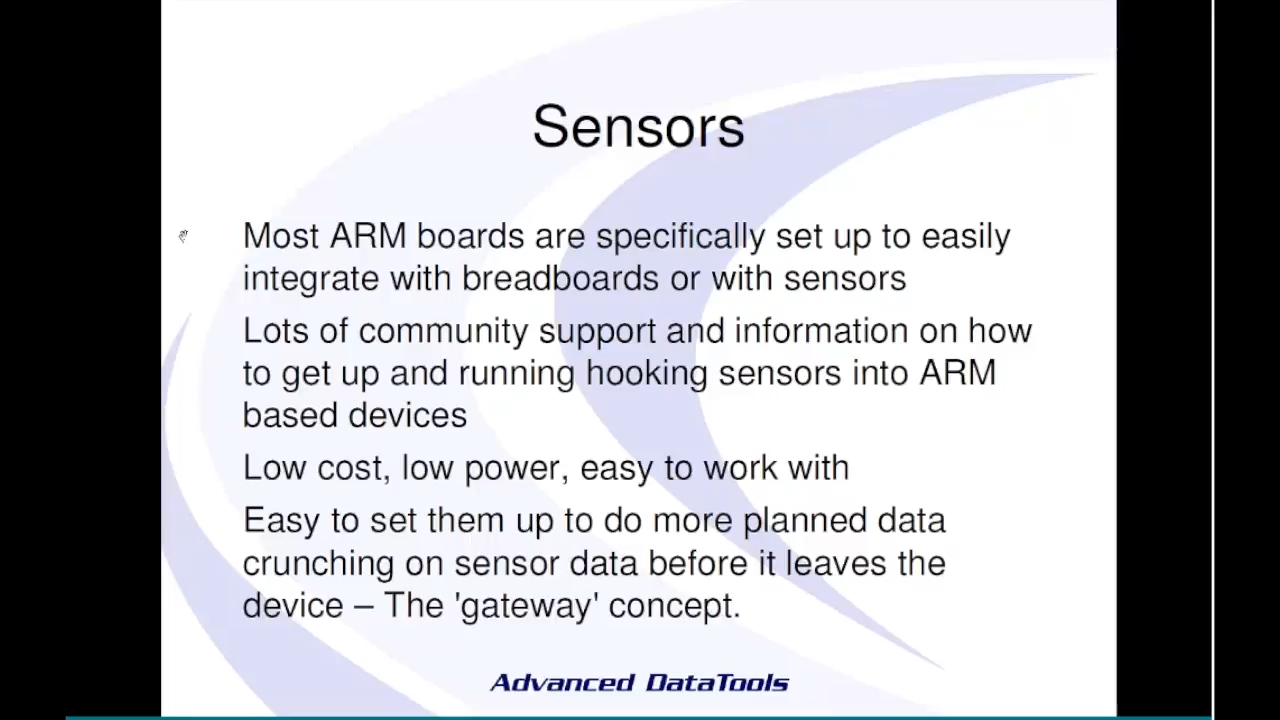 Sensors
Most ARM boards are specifically set up to easily
integrate with breadboards or with sensors
Lots of community support and information on how
to get up and running hooking sensors into ARM
based devices
Low cost, low power, easy to work with
Easy to set them up to do more planned data
crunching on sensor data before it leaves the
device – The 'gateway' concept.
Advanced DataTools